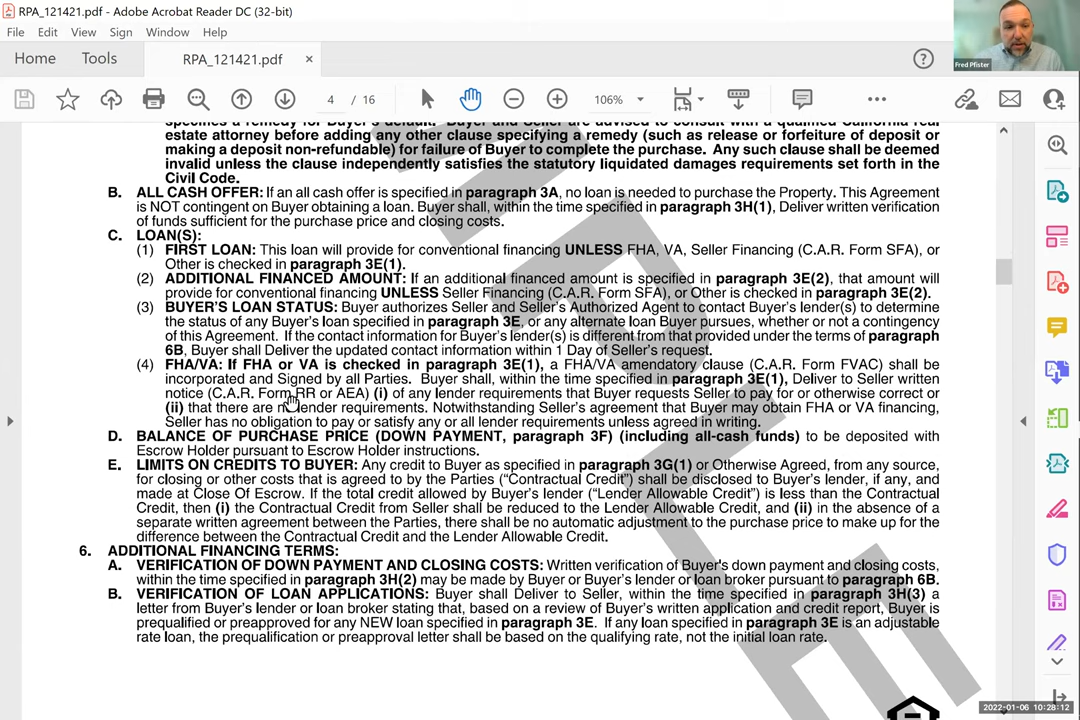 RPA_121421.pdf - Adobe Acrobat Reader DC (32-bit)
File Edit View Sign Window Help
Fred Pfister
Home Tools RPA_121421.pdf ×
4 / 16 106%
specifies a remedy for Buyer's default. Buyer and Seller are advised to consult with a qualified California real
estate attorney before adding any other clause specifying a remedy (such as release or forfeiture of deposit or
making a deposit non-refundable) for failure of Buyer to complete the purchase. Any such clause shall be deemed
invalid unless the clause independently satisfies the statutory liquidated damages requirements set forth in the
Civil Code.
B. ALL CASH OFFER: If an all cash offer is specified in paragraph 3A, no loan is needed to purchase the Property. This Agreement
is NOT contingent on Buyer obtaining a loan. Buyer shall, within the time specified in paragraph 3H(1), Deliver written verification
of funds sufficient for the purchase price and closing costs.
C. LOAN(S):
(1) FIRST LOAN: This loan will provide for conventional financing UNLESS FHA, VA, Seller Financing (C.A.R. Form SFA), or
Other is checked in paragraph 3E(1).
(2) ADDITIONAL FINANCED AMOUNT: If an additional financed amount is specified in paragraph 3E(2), that amount will
provide for conventional financing UNLESS Seller Financing (C.A.R. Form SFA), or Other is checked in paragraph 3E(2).
(3) BUYER'S LOAN STATUS: Buyer authorizes Seller and Seller's Authorized Agent to contact Buyer's lender(s) to determine
the status of any Buyer's loan specified in paragraph 3E, or any alternate loan Buyer pursues, whether or not a contingency
of this Agreement. If the contact information for Buyer's lender(s) is different from that provided under the terms of paragraph
6B, Buyer shall Deliver the updated contact information within 1 Day of Seller's request.
(4) FHA/VA: If FHA or VA is checked in paragraph 3E(1), a FHA/VA amendatory clause (C.A.R. Form FVAC) shall be
incorporated and Signed by all Parties. Buyer shall, within the time specified in paragraph 3E(1), Deliver to Seller written
notice (C.A.R. Form RR or AEA) (i) of any lender requirements that Buyer requests Seller to pay for or otherwise correct or
(ii) that there are no lender requirements. Notwithstanding Seller's agreement that Buyer may obtain FHA or VA financing,
Seller has no obligation to pay or satisfy any or all lender requirements unless agreed in writing.
D. BALANCE OF PURCHASE PRICE (DOWN PAYMENT, paragraph 3F) (including all-cash funds) to be deposited with
Escrow Holder pursuant to Escrow Holder instructions.
E. LIMITS ON CREDITS TO BUYER: Any credit to Buyer as specified in paragraph 3G(1) or Otherwise Agreed, from any source,
for closing or other costs that is agreed to by the Parties ("Contractual Credit") shall be disclosed to Buyer's lender, if any, and
made at Close Of Escrow. If the total credit allowed by Buyer's lender ("Lender Allowable Credit") is less than the Contractual
Credit, then (i) the Contractual Credit from Seller shall be reduced to the Lender Allowable Credit, and (ii) in the absence of a
separate written agreement between the Parties, there shall be no automatic adjustment to the purchase price to make up for the
difference between the Contractual Credit and the Lender Allowable Credit.
6. ADDITIONAL FINANCING TERMS:
A. VERIFICATION OF DOWN PAYMENT AND CLOSING COSTS: Written verification of Buyer's down payment and closing costs,
within the time specified in paragraph 3H(2) may be made by Buyer or Buyer's lender or loan broker pursuant to paragraph 6B.
B. VERIFICATION OF LOAN APPLICATIONS: Buyer shall Deliver to Seller, within the time specified in paragraph 3H(3) a
letter from Buyer's lender or loan broker stating that, based on a review of Buyer's written application and credit report, Buyer is
prequalified or preapproved for any NEW loan specified in paragraph 3E. If any loan specified in paragraph 3E is an adjustable
rate loan, the prequalification or preapproval letter shall be based on the qualifying rate, not the initial loan rate.
2022-01-06 10:28:12